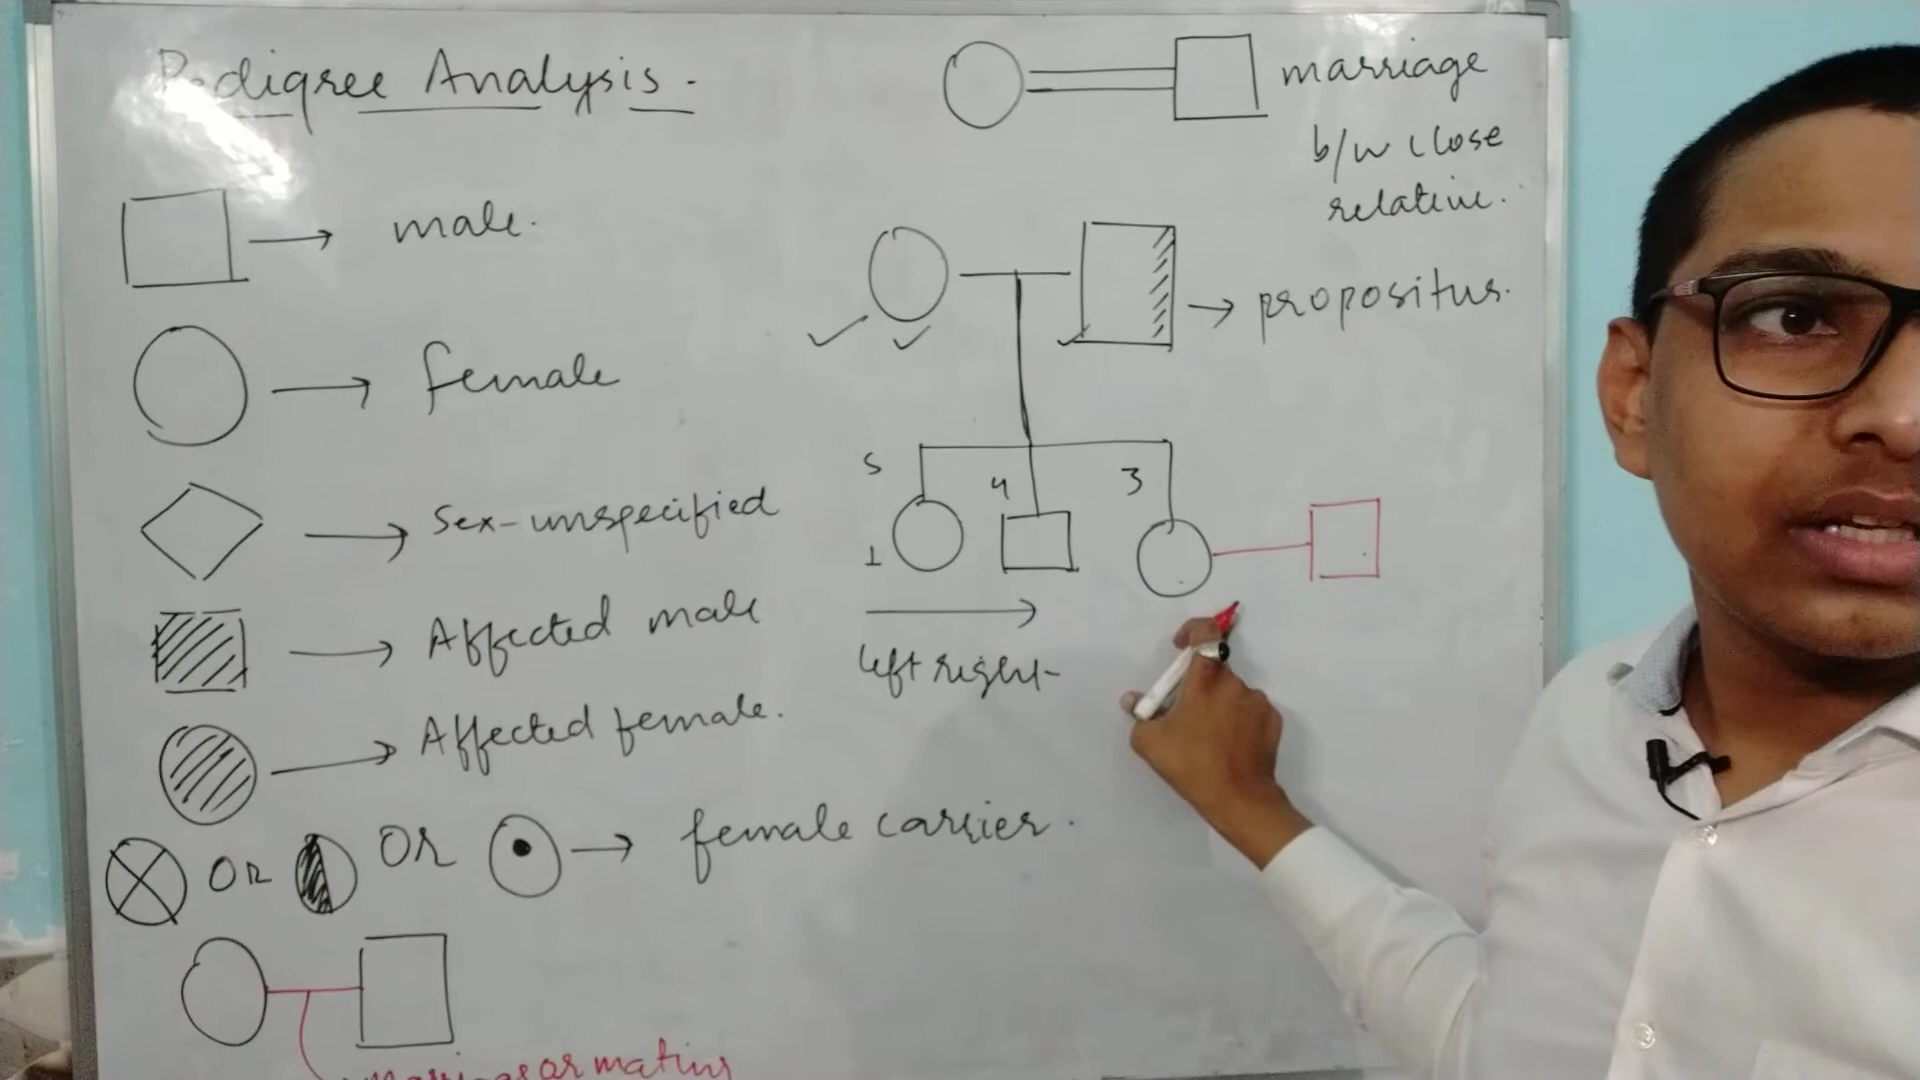 Pedigree Analysis.
male.
female
Sex-unspecified
Affected male
Affected female.
OR OR female carrier.
marriage or mating
marriage
b/w close
relative.
propositus.
5 4 3
1
left right